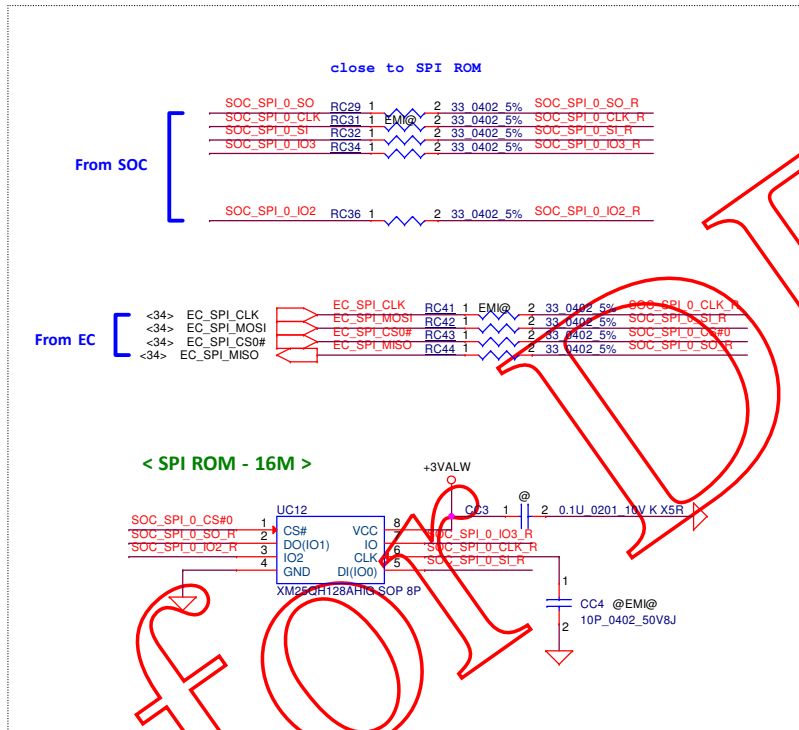 close to SPI ROM
SOC_SPI_0_SO RC29 1 2 33_0402_5% SOC_SPI_0_SO_R
SOC_SPI_0_CLK RC31 1 EMI@ 2 33_0402_5% SOC_SPI_0_CLK_R
SOC_SPI_0_SI RC32 1 2 33_0402_5% SOC_SPI_0_SI_R
SOC_SPI_0_IO3 RC34 1 2 33_0402_5% SOC_SPI_0_IO3_R
From SOC
SOC_SPI_0_IO2 RC36 1 2 33_0402_5% SOC_SPI_0_IO2_R
<34> EC_SPI_CLK EC_SPI_CLK RC41 1 EMI@ 2 33_0402_5% SOC_SPI_0_CLK_R
<34> EC_SPI_MOSI EC_SPI_MOSI RC42 1 2 33_0402_5% SOC_SPI_0_SI_R
From EC
<34> EC_SPI_CS0# EC_SPI_CS0# RC43 1 2 33_0402_5% SOC_SPI_0_CS#0
<34> EC_SPI_MISO EC_SPI_MISO RC44 1 2 33_0402_5% SOC_SPI_0_SO_R
< SPI ROM - 16M >
+3VALW
UC12 CC3 1 @ 2 0.1U_0201_10V K X5R
SOC_SPI_0_CS#0 1 CS# VCC 8
SOC_SPI_0_SO_R 2 DO(IO1) IO 7 SOC_SPI_0_IO3_R
SOC_SPI_0_IO2_R 3 IO2 CLK 6 SOC_SPI_0_CLK_R
4 GND DI(IO0) 5 SOC_SPI_0_SI_R
XM25QH128AHIG SOP 8P
1
CC4 @EMI@
10P_0402_50V8J
2
for